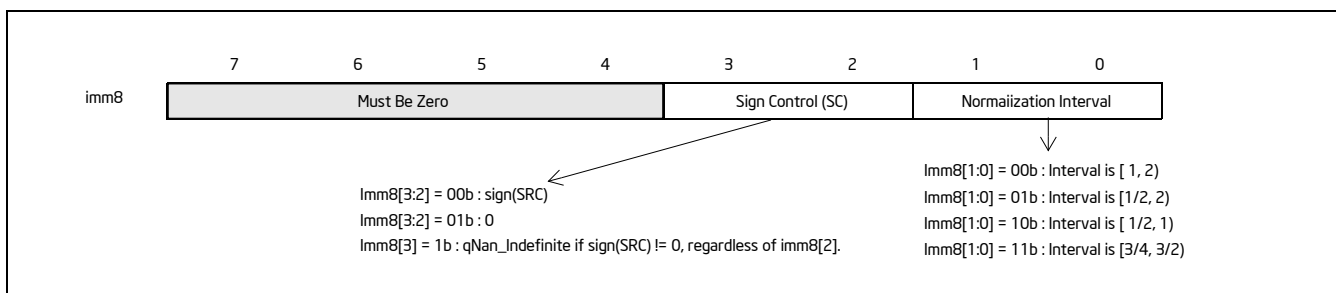 7 6 5 4 3 2 1 0
imm8 Must Be Zero Sign Control (SC) Normaiization Interval
Imm8[3:2] = 00b : sign(SRC)
Imm8[3:2] = 01b : 0
Imm8[3] = 1b : qNan_Indefinite if sign(SRC) != 0, regardless of imm8[2].
Imm8[1:0] = 00b : Interval is [ 1, 2)
Imm8[1:0] = 01b : Interval is [1/2, 2)
Imm8[1:0] = 10b : Interval is [ 1/2, 1)
Imm8[1:0] = 11b : Interval is [3/4, 3/2)